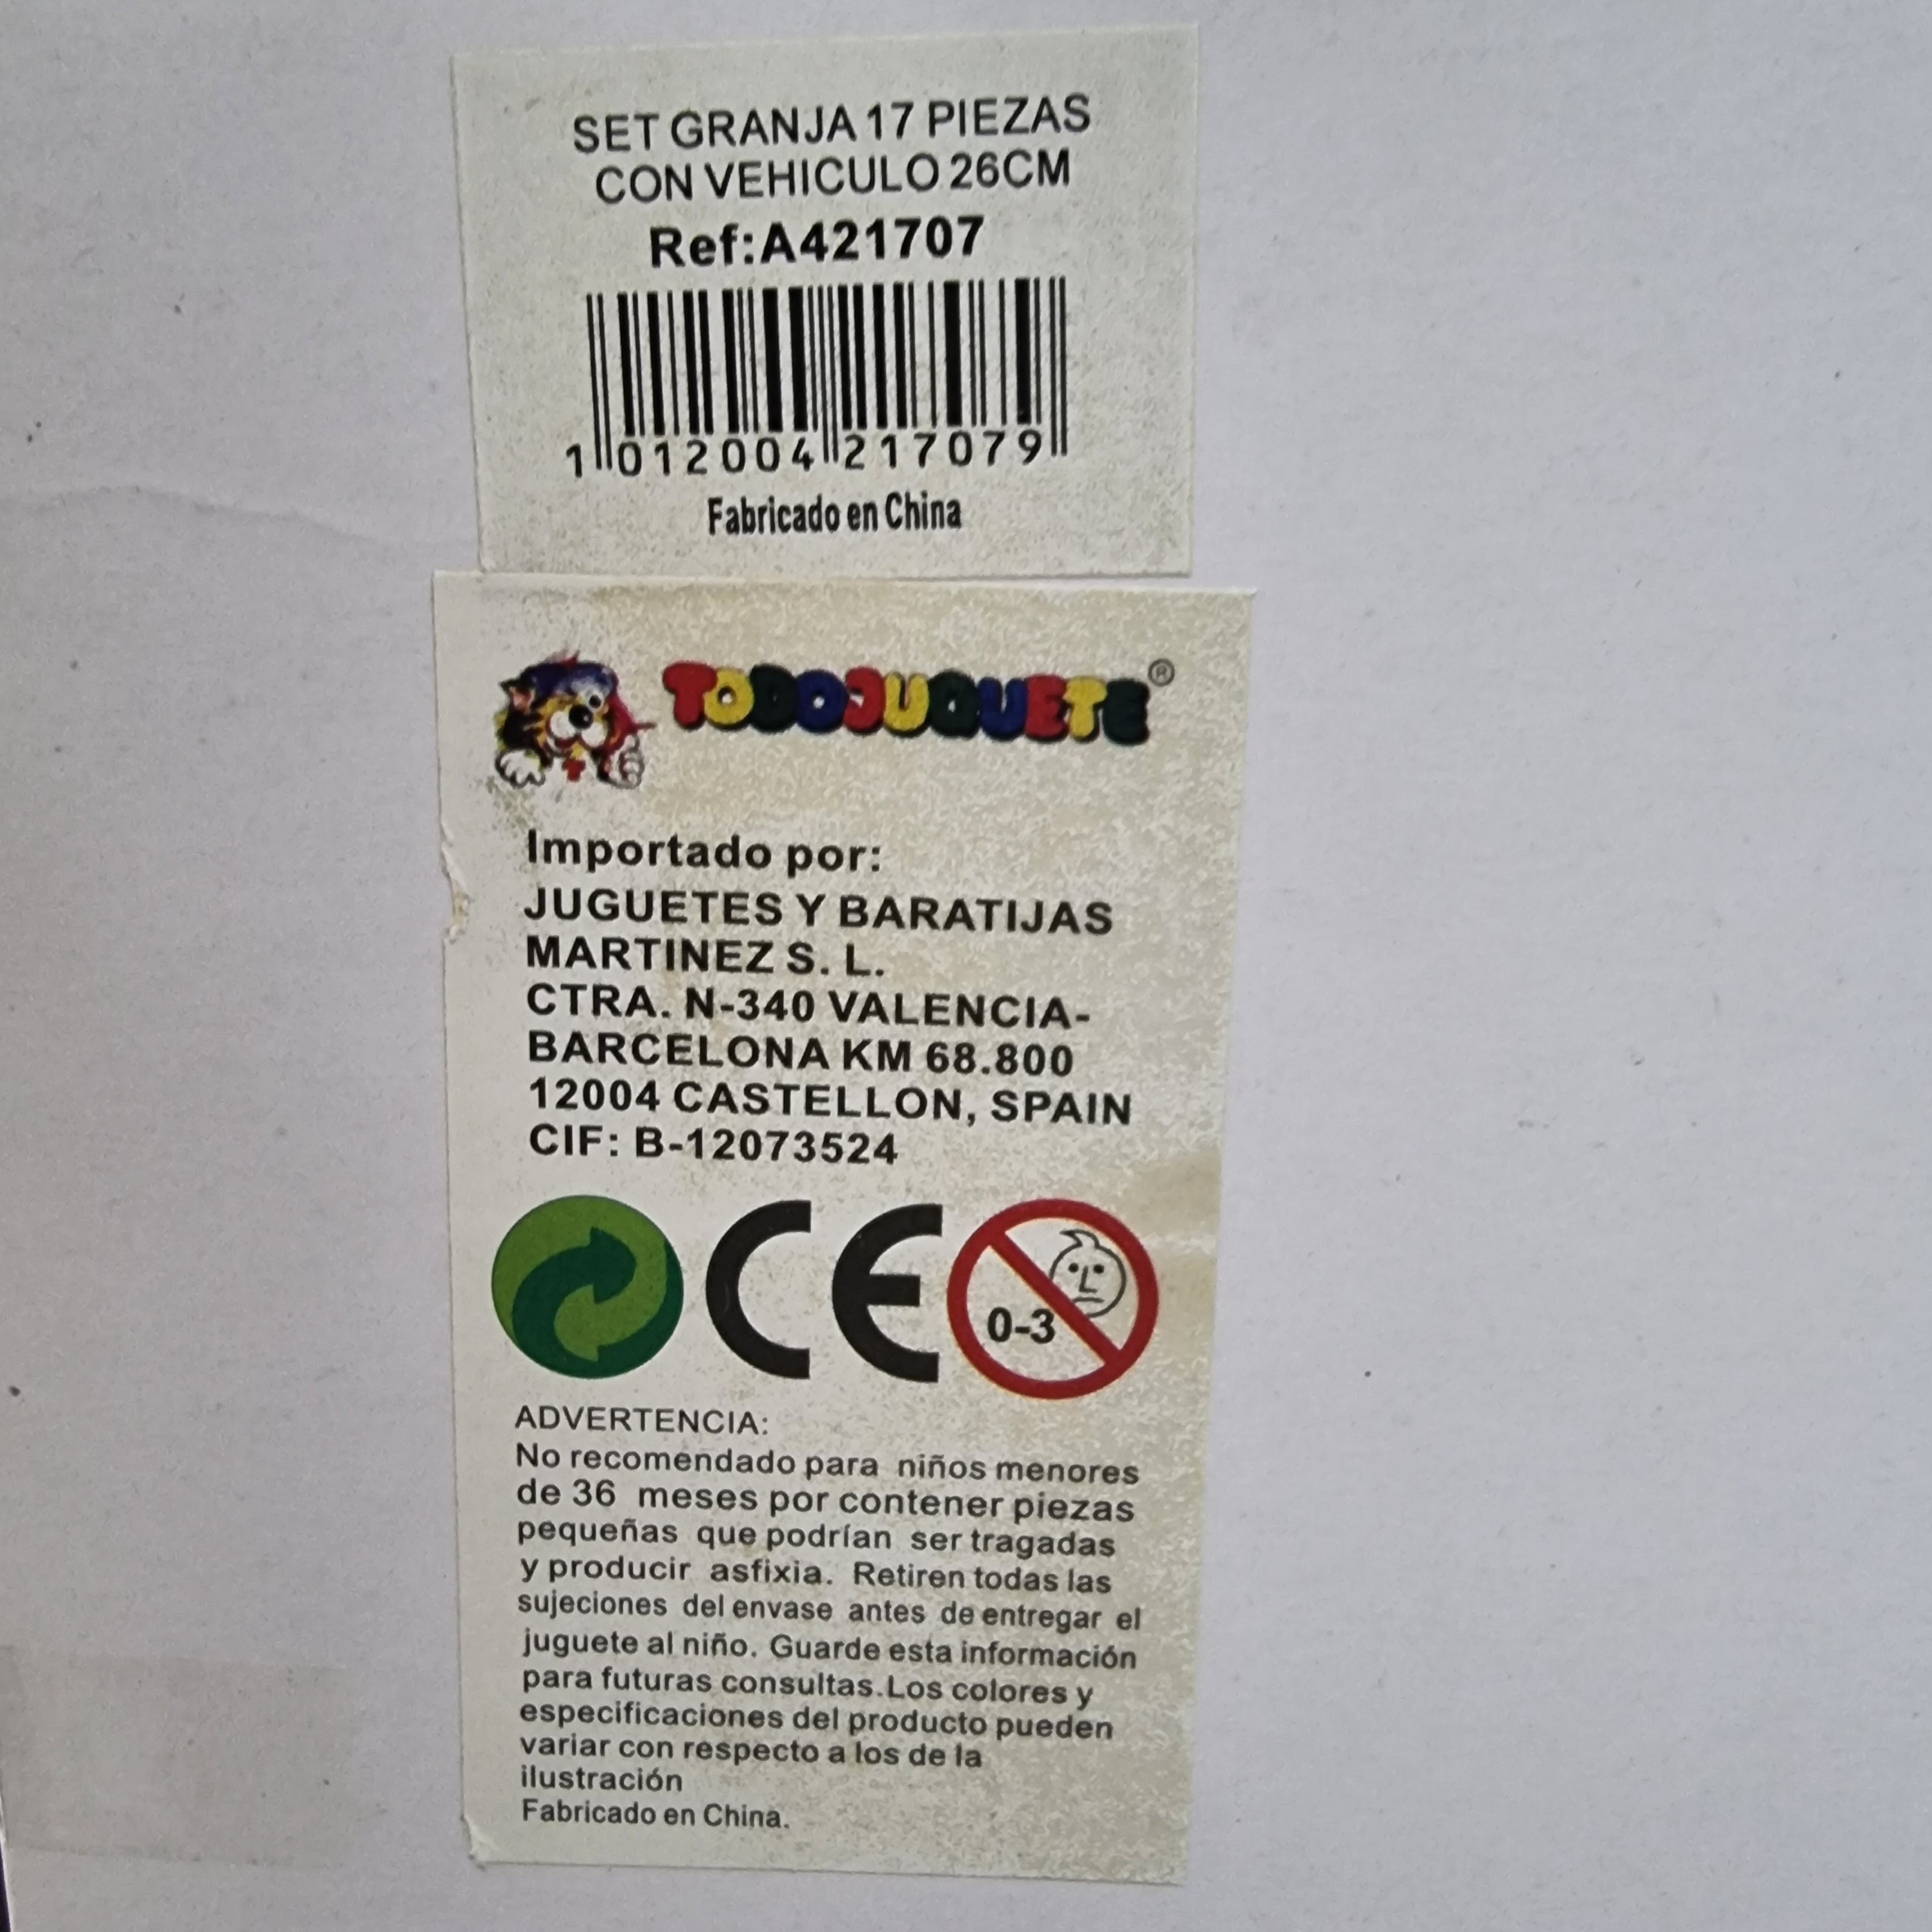 SET GRANJA 17 PIEZAS
CON VEHICULO 26CM
Ref:A421707
1 012004 217079
Fabricado en China
TODOJUQUETE®
Importado por:
JUGUETES Y BARATIJAS
MARTINEZ S. L.
CTRA. N-340 VALENCIA-
BARCELONA KM 68.800
12004 CASTELLON, SPAIN
CIF: B-12073524
CE
0-3
ADVERTENCIA:
No recomendado para niños menores
de 36 meses por contener piezas
pequeñas que podrían ser tragadas
y producir asfixia. Retiren todas las
sujeciones del envase antes de entregar el
juguete al niño. Guarde esta información
para futuras consultas.Los colores y
especificaciones del producto pueden
variar con respecto a los de la
ilustración
Fabricado en China.